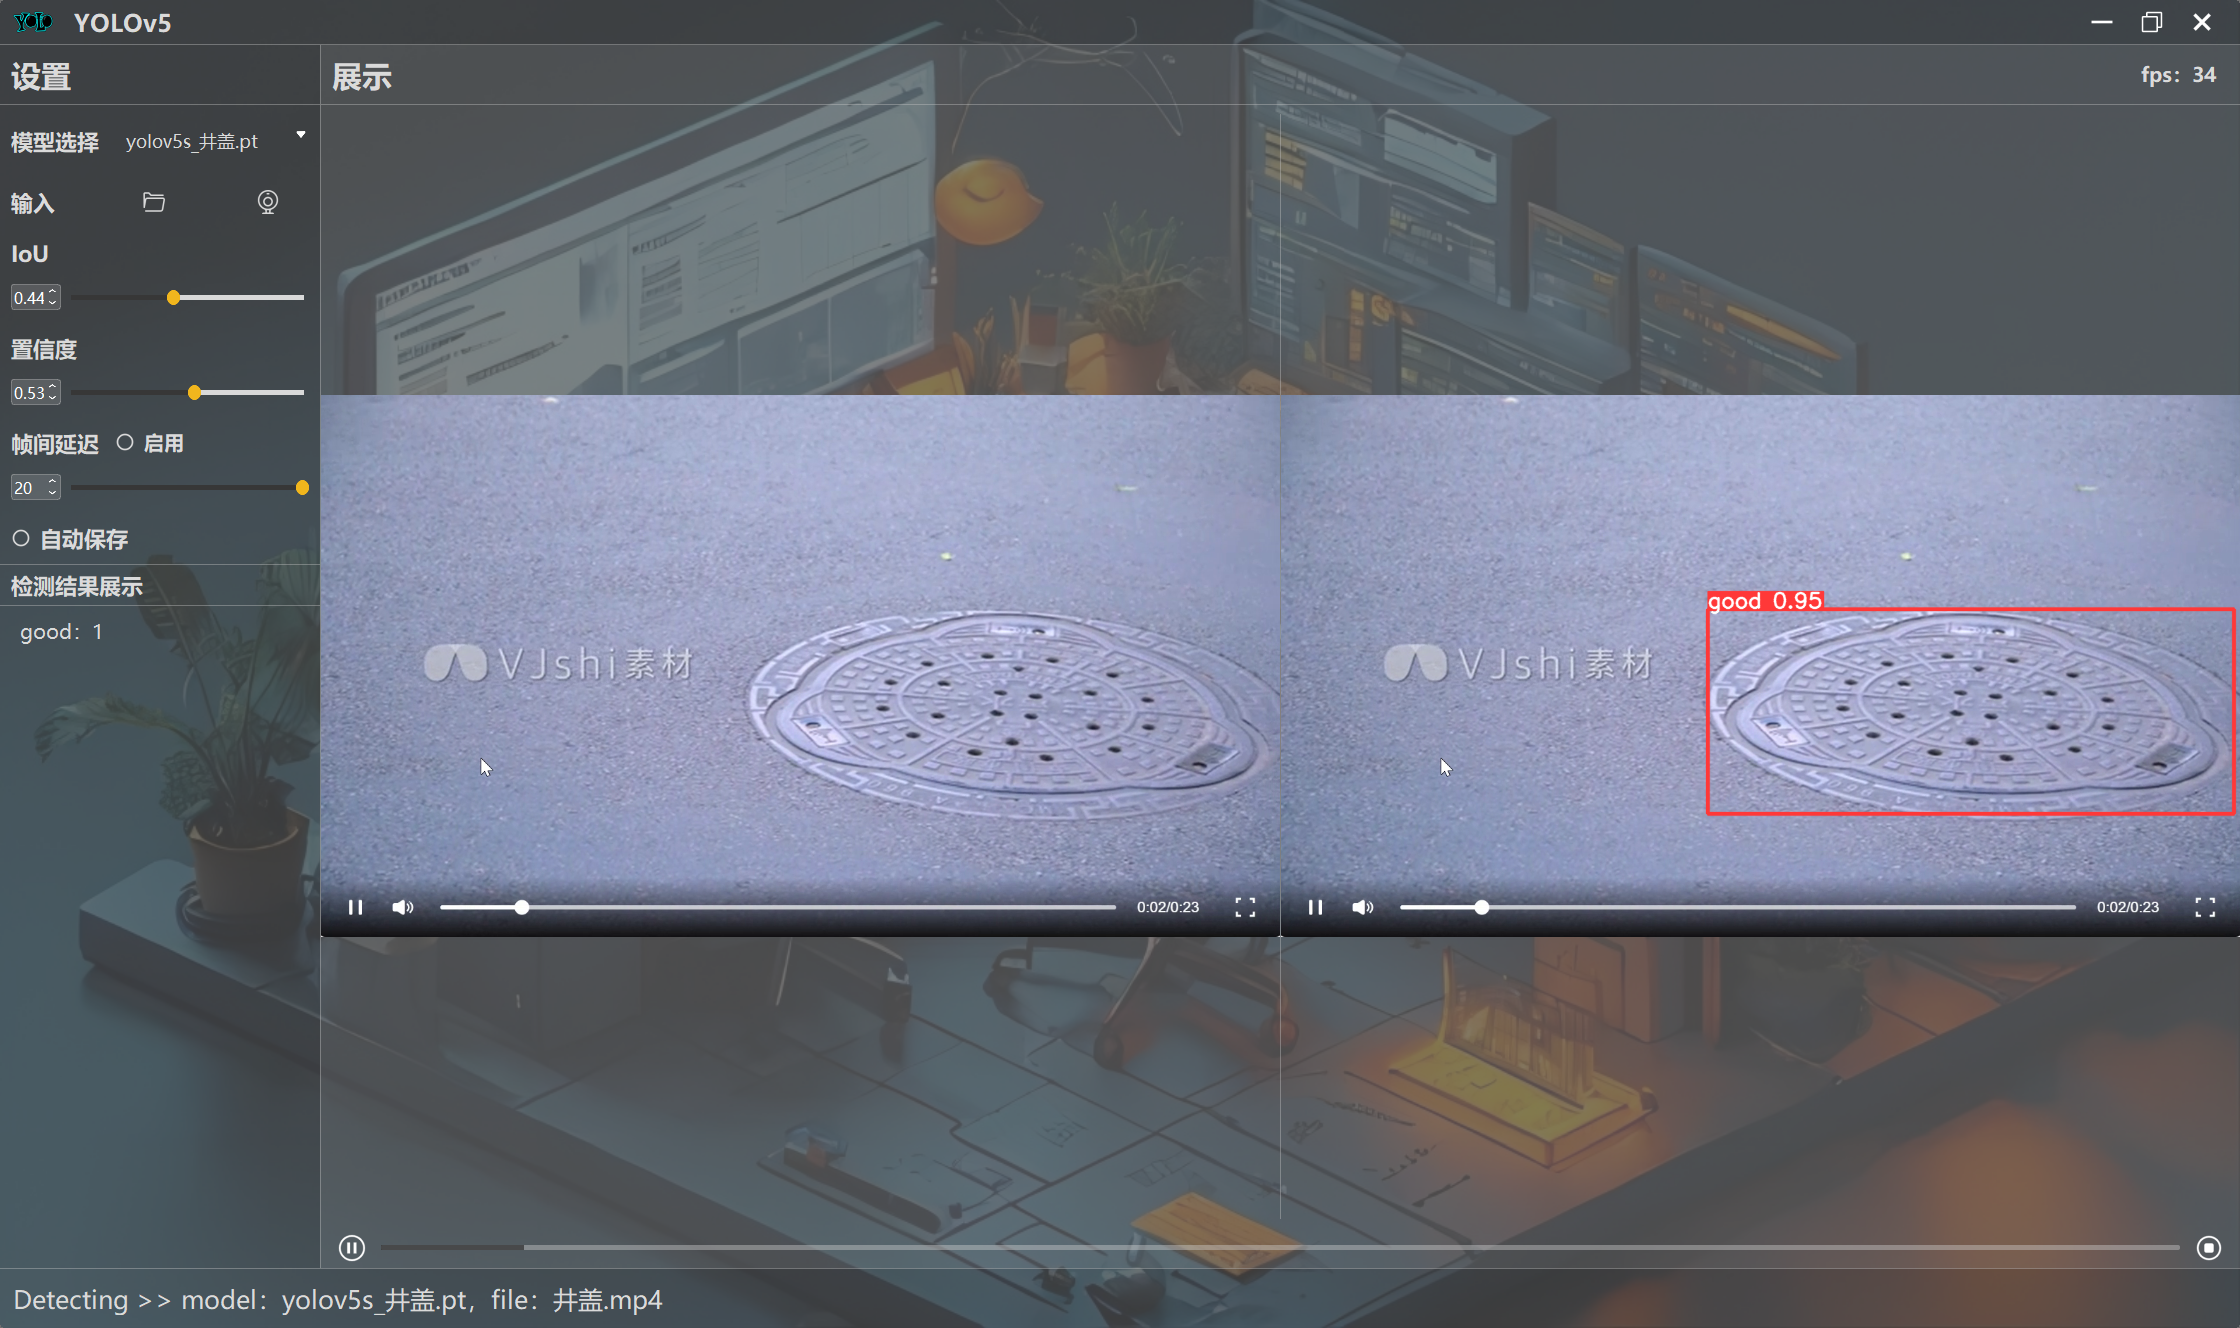 YOLO YOLOv5
设置
展示
fps：34
模型选择 yolov5s_井盖.pt
输入
IoU
0.44
置信度
0.53
帧间延迟 启用
20
自动保存
检测结果展示
good：1
VJshi素材
0:02/0:23
good 0.95
VJshi素材
0:02/0:23
Detecting >> model：yolov5s_井盖.pt，file：井盖.mp4